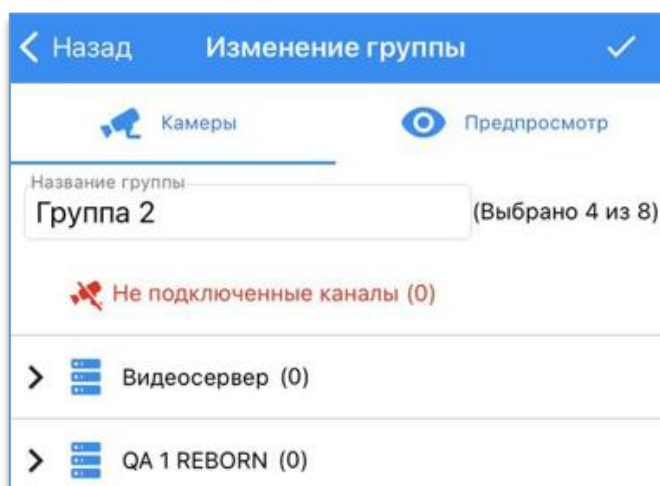 Назад Изменение группы
Камеры Предпросмотр
Название группы
Группа 2 (Выбрано 4 из 8)
Не подключенные каналы (0)
Видеосервер (0)
QA 1 REBORN (0)